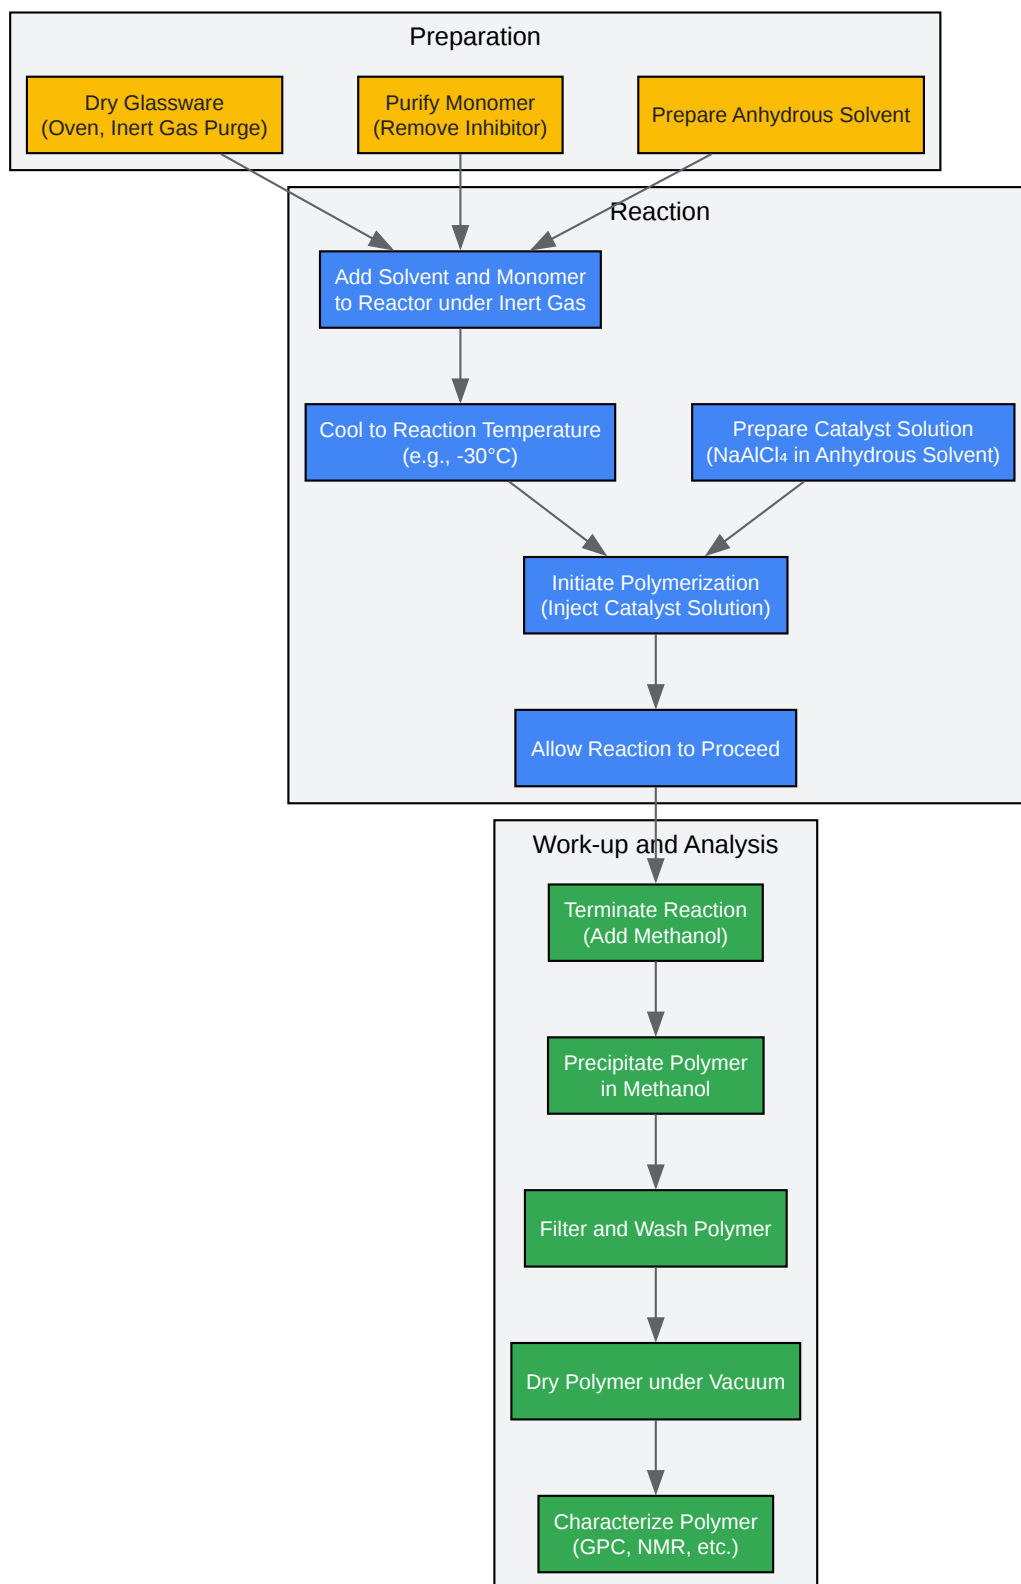 Preparation
Dry Glassware
(Oven, Inert Gas Purge)
Purify Monomer
(Remove Inhibitor)
Prepare Anhydrous Solvent
Reaction
Add Solvent and Monomer
to Reactor under Inert Gas
Cool to Reaction Temperature
(e.g., -30°C)
Prepare Catalyst Solution
(NaAlCl₄ in Anhydrous Solvent)
Initiate Polymerization
(Inject Catalyst Solution)
Allow Reaction to Proceed
Work-up and Analysis
Terminate Reaction
(Add Methanol)
Precipitate Polymer
in Methanol
Filter and Wash Polymer
Dry Polymer under Vacuum
Characterize Polymer
(GPC, NMR, etc.)